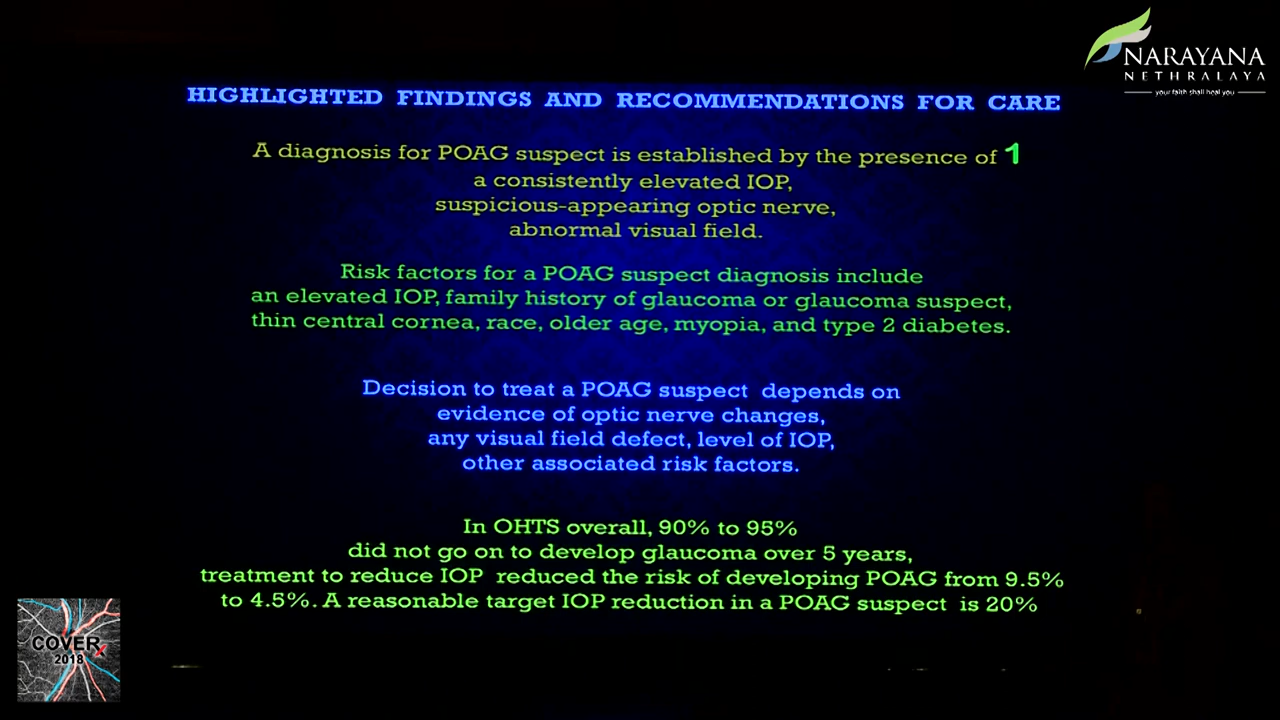 NARAYANA
NETHRALAYA
your faith shall heal you
HIGHLIGHTED FINDINGS AND RECOMMENDATIONS FOR CARE
A diagnosis for POAG suspect is established by the presence of 1
a consistently elevated IOP,
suspicious-appearing optic nerve,
abnormal visual field.
Risk factors for a POAG suspect diagnosis include
an elevated IOP, family history of glaucoma or glaucoma suspect,
thin central cornea, race, older age, myopia, and type 2 diabetes.
Decision to treat a POAG suspect depends on
evidence of optic nerve changes,
any visual field defect, level of IOP,
other associated risk factors.
In OHTS overall, 90% to 95%
did not go on to develop glaucoma over 5 years,
treatment to reduce IOP reduced the risk of developing POAG from 9.5%
to 4.5%. A reasonable target IOP reduction in a POAG suspect is 20%
COVERx
2018